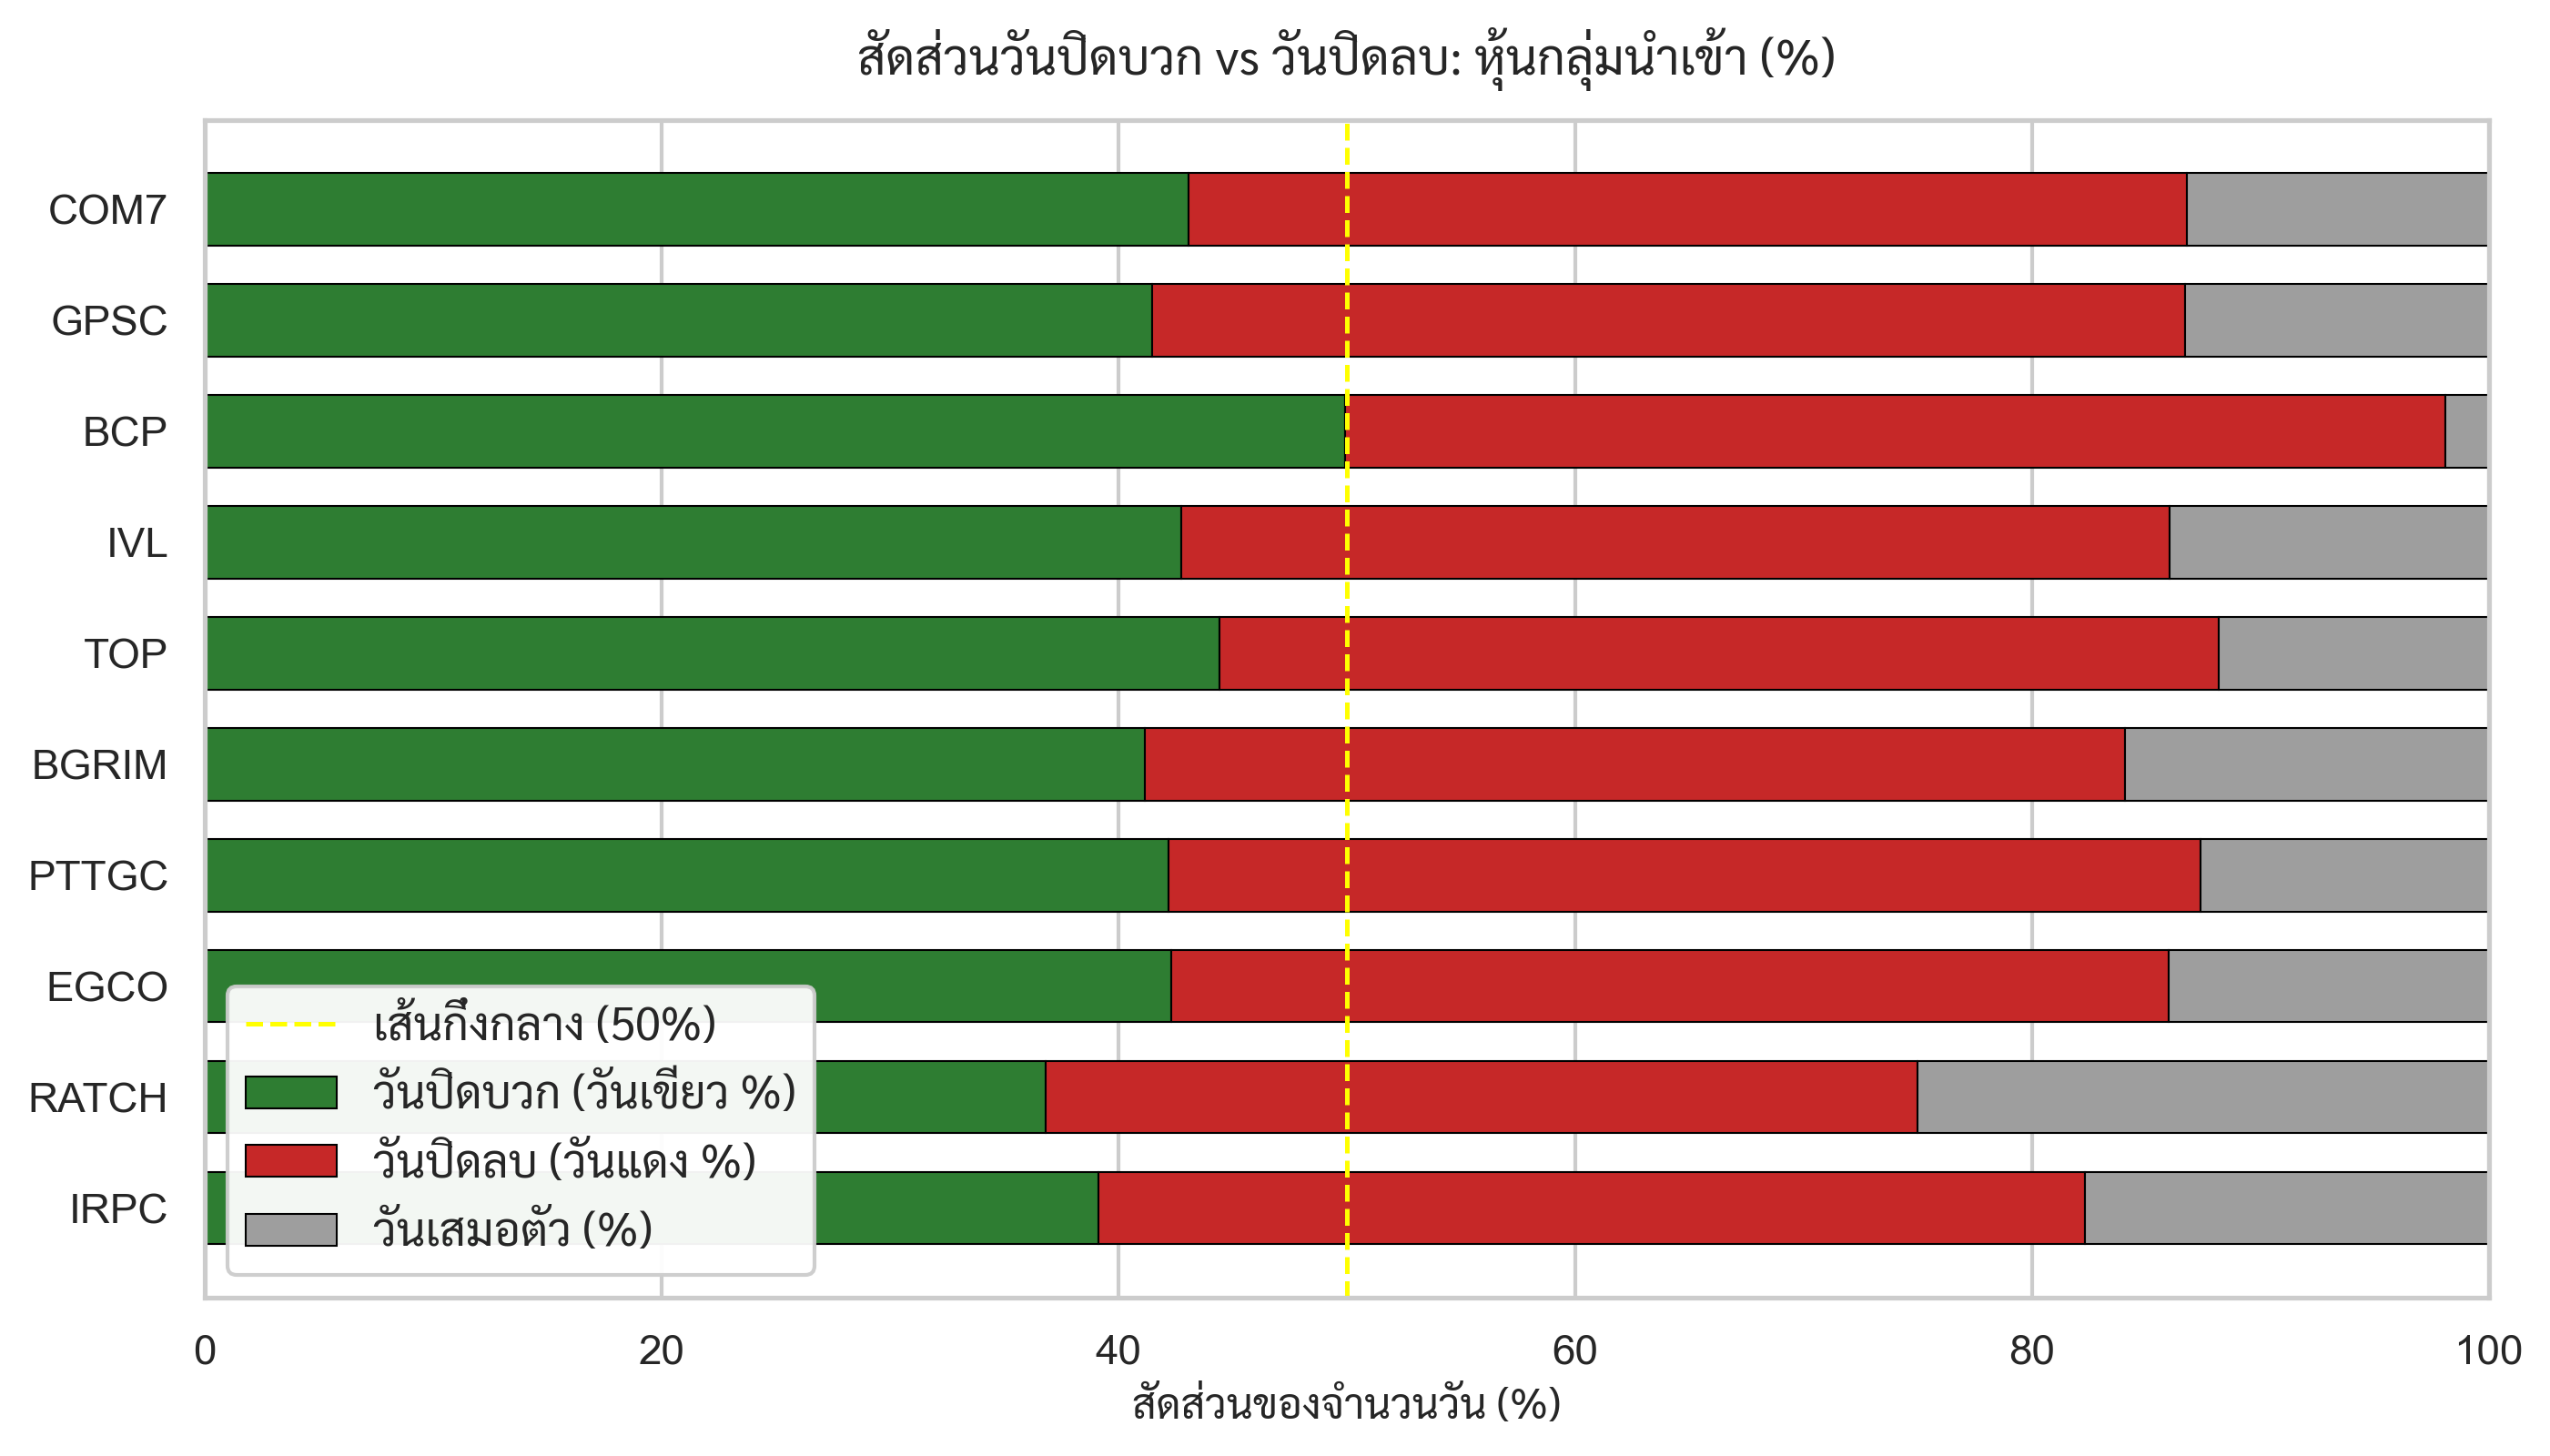 สัดส่วนวันปิดบวก vs วันปิดลบ: หุ้นกลุ่มนำเข้า (%)
COM7
GPSC
BCP
IVL
TOP
BGRIM
PTTGC
EGCO
RATCH
IRPC
เส้นกึ่งกลาง (50%)
วันปิดบวก (วันเขียว %)
วันปิดลบ (วันแดง %)
วันเสมอตัว (%)
0 20 40 60 80 100
สัดส่วนของจำนวนวัน (%)